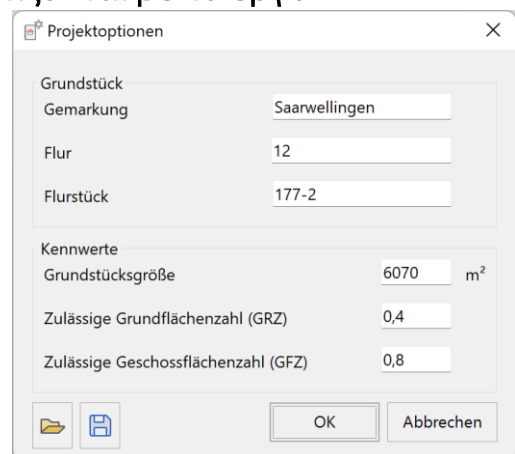 Projektoptionen
Grundstück
Gemarkung Saarwellingen
Flur 12
Flurstück 177-2
Kennwerte
Grundstücksgröße 6070 m²
Zulässige Grundflächenzahl (GRZ) 0,4
Zulässige Geschossflächenzahl (GFZ) 0,8
OK Abbrechen